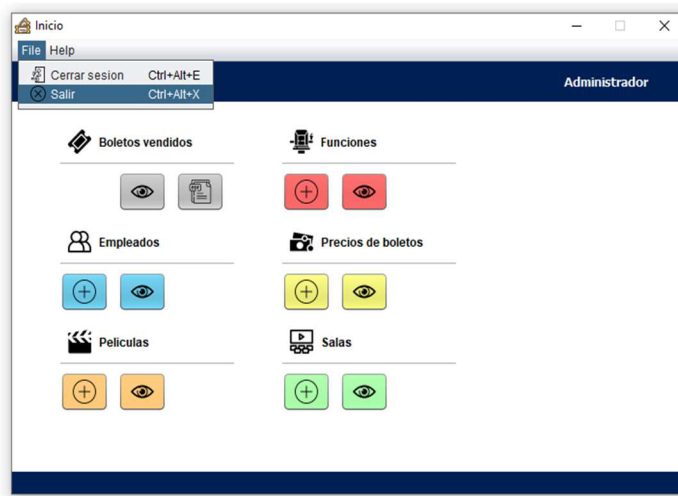 Inicio
File Help
Cerrar sesion Ctrl+Alt+E
Salir Ctrl+Alt+X
Administrador
Boletos vendidos
Funciones
Empleados
Precios de boletos
Peliculas
Salas